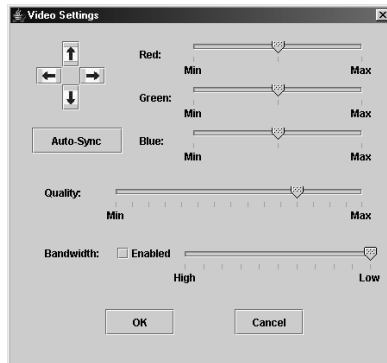 Video Settings
Red:
Min Max
Green:
Min Max
Auto-Sync
Blue:
Min Max
Quality:
Min Max
Bandwidth: Enabled
High Low
OK Cancel